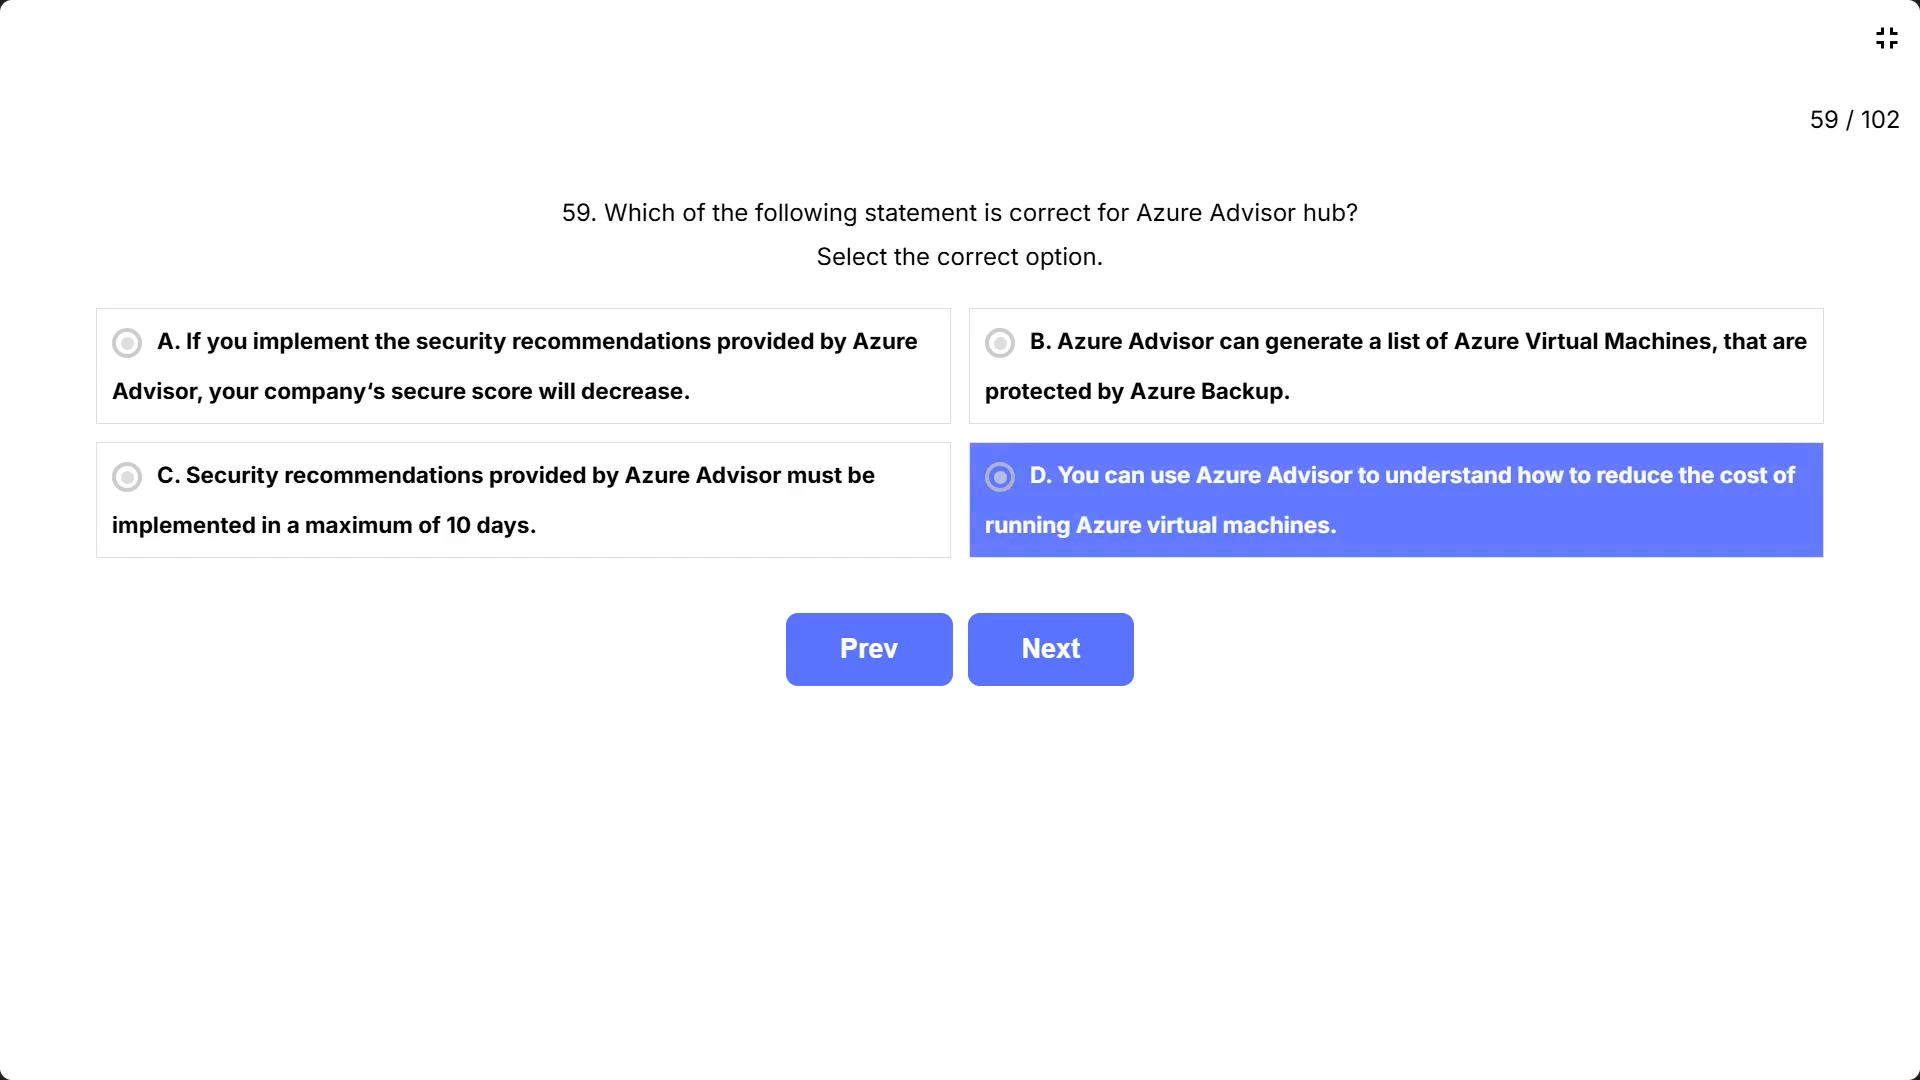 59 / 102
59. Which of the following statement is correct for Azure Advisor hub?
Select the correct option.
A. If you implement the security recommendations provided by Azure
Advisor, your company‘s secure score will decrease.
B. Azure Advisor can generate a list of Azure Virtual Machines, that are
protected by Azure Backup.
C. Security recommendations provided by Azure Advisor must be
implemented in a maximum of 10 days.
D. You can use Azure Advisor to understand how to reduce the cost of
running Azure virtual machines.
Prev
Next